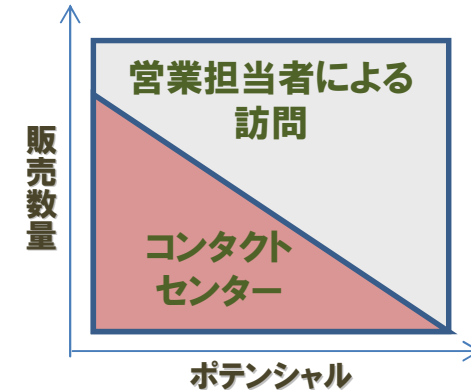 営業担当者による
訪問
販売数量
コンタクト
センター
ポテンシャル